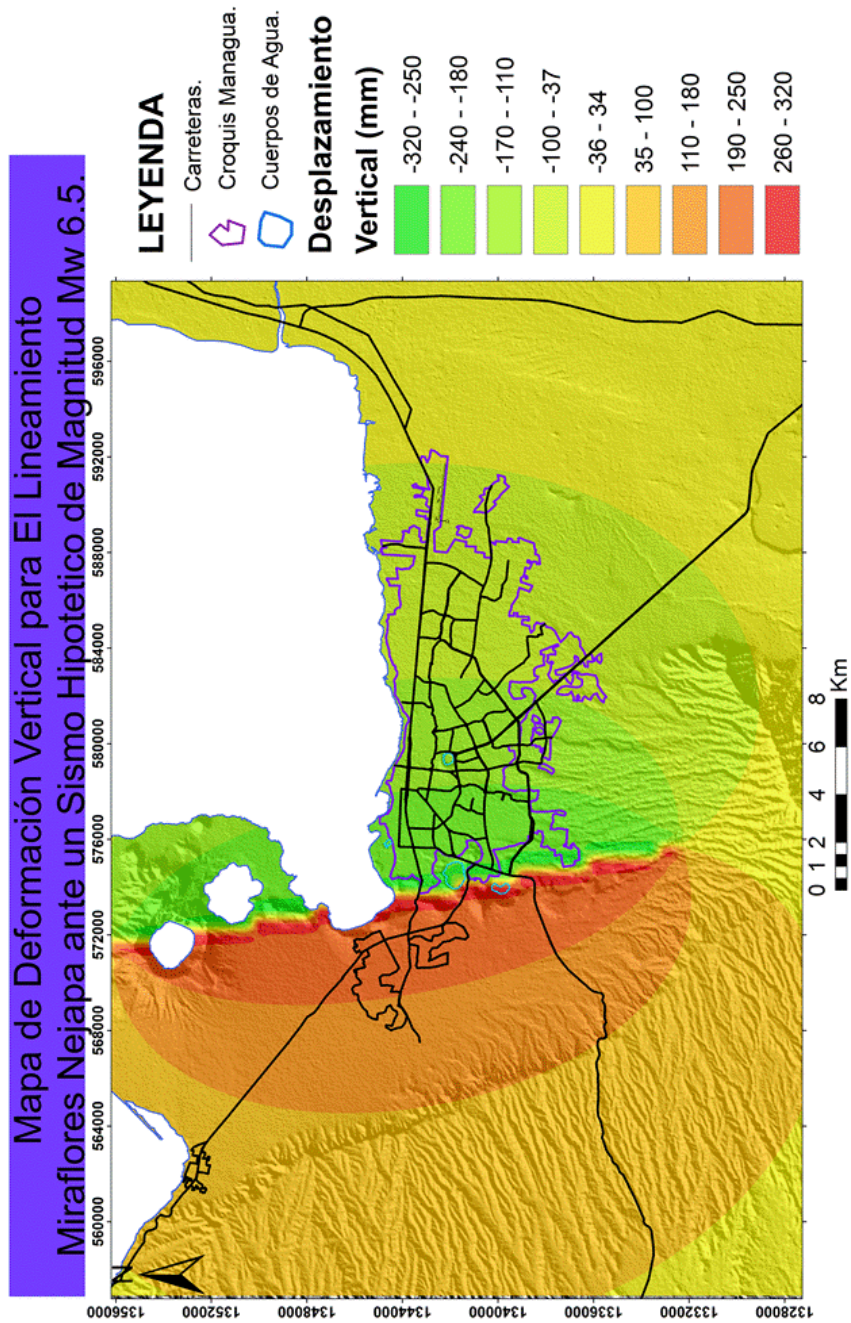 Mapa de Deformación Vertical para El Lineamiento
Miraflores Nejapa ante un Sismo Hipotetico de Magnitud Mw 6.5.
LEYENDA
Carreteras.
Croquis Managua.
Cuerpos de Agua.
Desplazamiento
Vertical (mm)
-320 - -250
-240 - -180
-170 - -110
-100 - -37
-36 - 34
35 - 100
110 - 180
190 - 250
260 - 320
N
560000
564000
568000
572000
576000
580000
584000
588000
592000
596000
1356000
1352000
1348000
1344000
1340000
1336000
1332000
1328000
0 1 2 4 6 8
Km